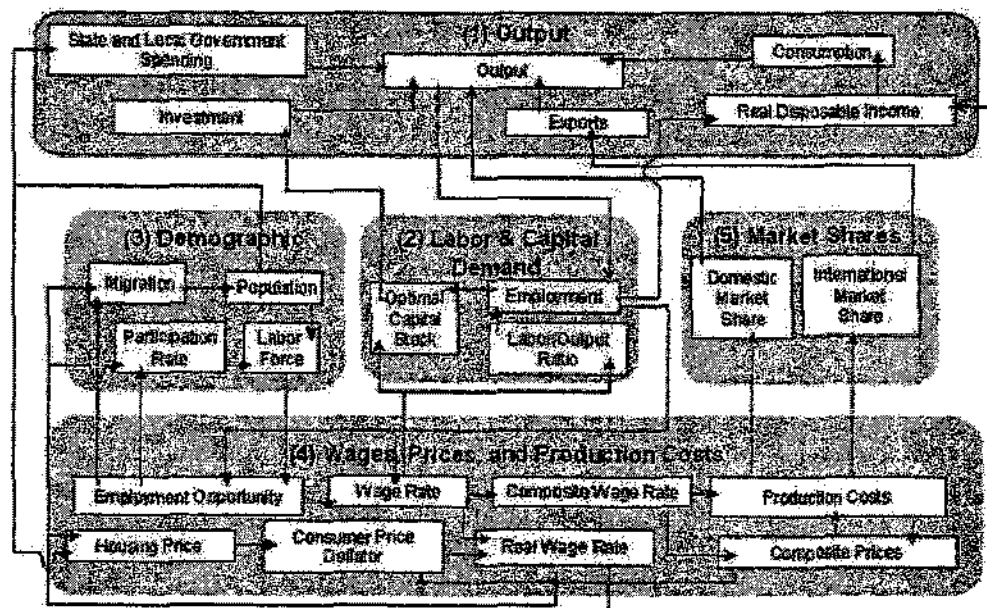 (1) Output
State and Local Government
Spending
Output
Consumption
Investment
Exports
Real Disposable Income
(3) Demographic
(2) Labor & Capital
Demand
(5) Market Shares
Migration
Population
Optimal
Capital
Stock
Employment
Domestic
Market
Share
International
Market
Share
Participation
Rate
Labor
Force
Labor/Output
Ratio
(4) Wages, Prices, and Production Costs
Employment Opportunity
Wage Rate
Composite Wage Rate
Production Costs
Housing Price
Consumer Price
Deflator
Real Wage Rate
Composite Prices